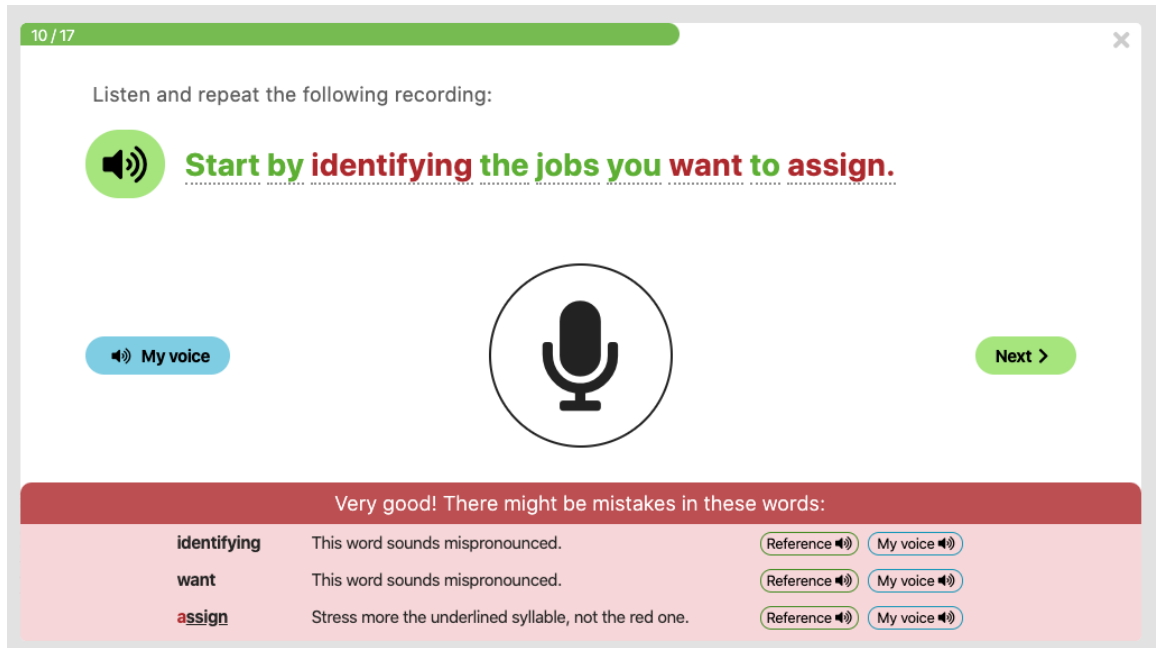 10 / 17
Listen and repeat the following recording:
Start by identifying the jobs you want to assign.
My voice
Next
Very good! There might be mistakes in these words:
identifying This word sounds mispronounced. Reference My voice
want This word sounds mispronounced. Reference My voice
assign Stress more the underlined syllable, not the red one. Reference My voice